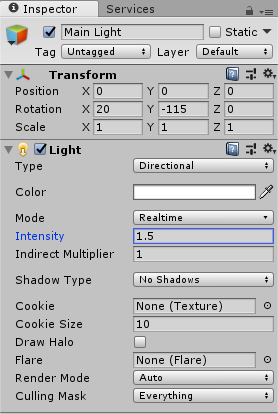 Inspector Services
Main Light Static
Tag Untagged Layer Default
Transform
Position X 0 Y 0 Z 0
Rotation X 20 Y -115 Z 0
Scale X 1 Y 1 Z 1
Light
Type Directional
Color
Mode Realtime
Intensity 1.5
Indirect Multiplier 1
Shadow Type No Shadows
Cookie None (Texture)
Cookie Size 10
Draw Halo
Flare None (Flare)
Render Mode Auto
Culling Mask Everything